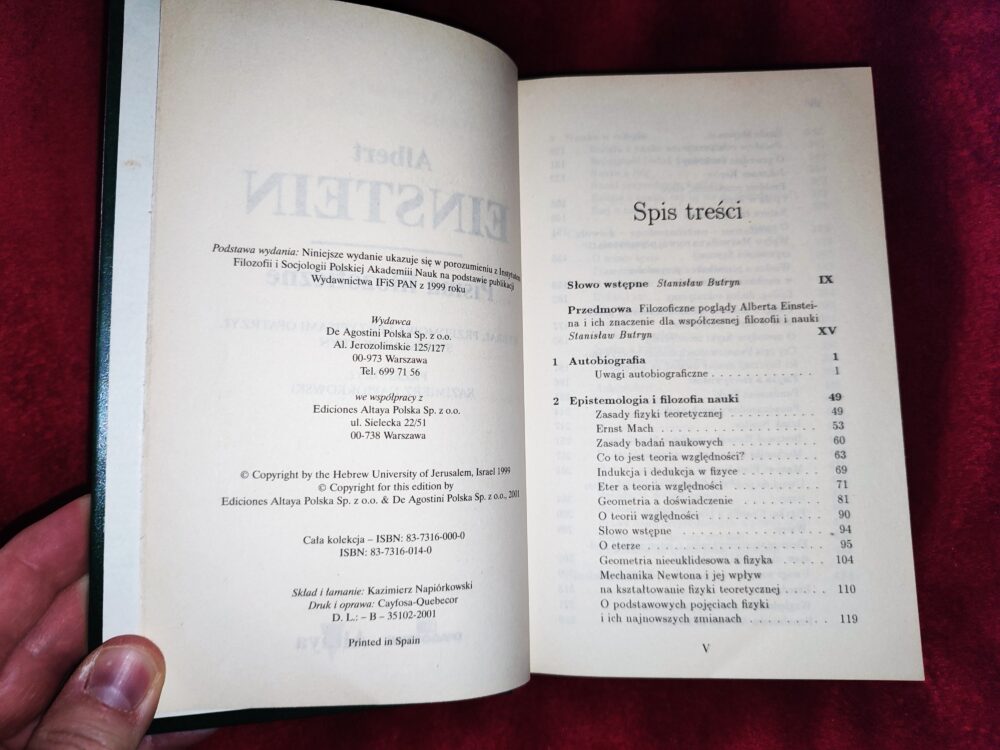 Podstawa wydania: Niniejsze wydanie ukazuje się w porozumieniu z Instytutem
Filozofii i Socjologii Polskiej Akademiii Nauk na podstawie publikacji
Wydawnictwa IFiS PAN z 1999 roku
Wydawca
De Agostini Polska Sp. z o.o.
Al. Jerozolimskie 125/127
00-973 Warszawa
Tel. 699 71 56
we współpracy z
Ediciones Altaya Polska Sp. z o.o.
ul. Sielecka 22/51
00-738 Warszawa
© Copyright by the Hebrew University of Jerusalem, Israel 1999
© Copyright for this edition by
Ediciones Altaya Polska Sp. z o.o. & De Agostini Polska Sp. z o.o., 2001
Cała kolekcja – ISBN: 83-7316-000-0
ISBN: 83-7316-014-0
Skład i łamanie: Kazimierz Napiórkowski
Druk i oprawa: Cayfosa-Quebecor
D. L.: – B – 35102-2001
Printed in Spain
Spis treści
Słowo wstępne Stanisław Butryn IX
Przedmowa Filozoficzne poglądy Alberta Einstei-
na i ich znaczenie dla współczesnej filozofii i nauki
Stanisław Butryn XV
1 Autobiografia 1
Uwagi autobiograficzne . . . . . . . . . . . . 1
2 Epistemologia i filozofia nauki 49
Zasady fizyki teoretycznej . . . . . . . . . . 49
Ernst Mach . . . . . . . . . . . . . . . . . . 53
Zasady badań naukowych . . . . . . . . . . 60
Co to jest teoria względności? . . . . . . . . 63
Indukcja i dedukcja w fizyce . . . . . . . . . 69
Eter a teoria względności . . . . . . . . . . 71
Geometria a doświadczenie . . . . . . . . . 81
O teorii względności . . . . . . . . . . . . . 90
Słowo wstępne . . . . . . . . . . . . . . . . 94
O eterze . . . . . . . . . . . . . . . . . . . 95
Geometria nieeuklidesowa a fizyka . . . . . . 104
Mechanika Newtona i jej wpływ
na kształtowanie fizyki teoretycznej . . . . . 110
O podstawowych pojęciach fizyki
i ich najnowszych zmianach . . . . . . . . . 119
V